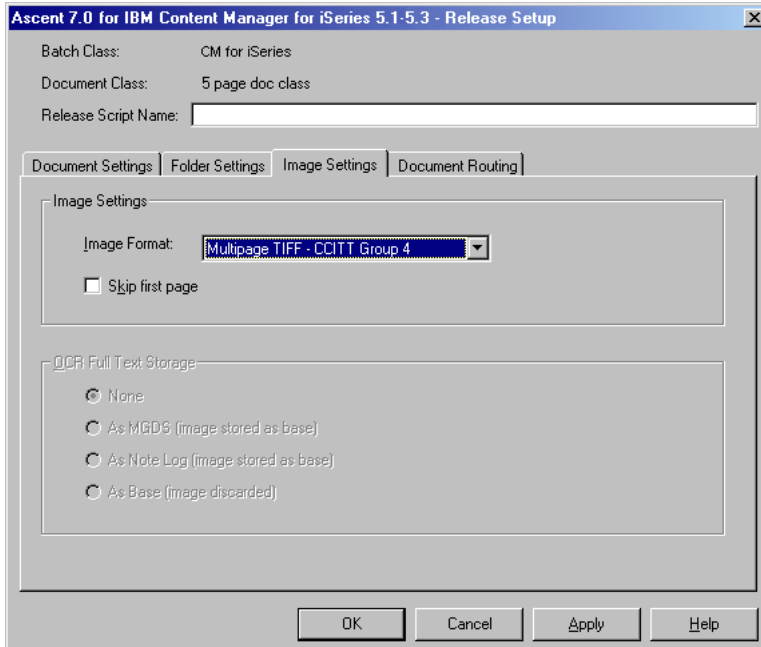 Ascent 7.0 for IBM Content Manager for iSeries 5.1-5.3 - Release Setup
Batch Class: CM for iSeries
Document Class: 5 page doc class
Release Script Name:
Document Settings Folder Settings Image Settings Document Routing
Image Settings
Image Format: Multipage TIFF - CCITT Group 4
Skip first page
OCR Full Text Storage
None
As MGDS (image stored as base)
As Note Log (image stored as base)
As Base (image discarded)
OK Cancel Apply Help